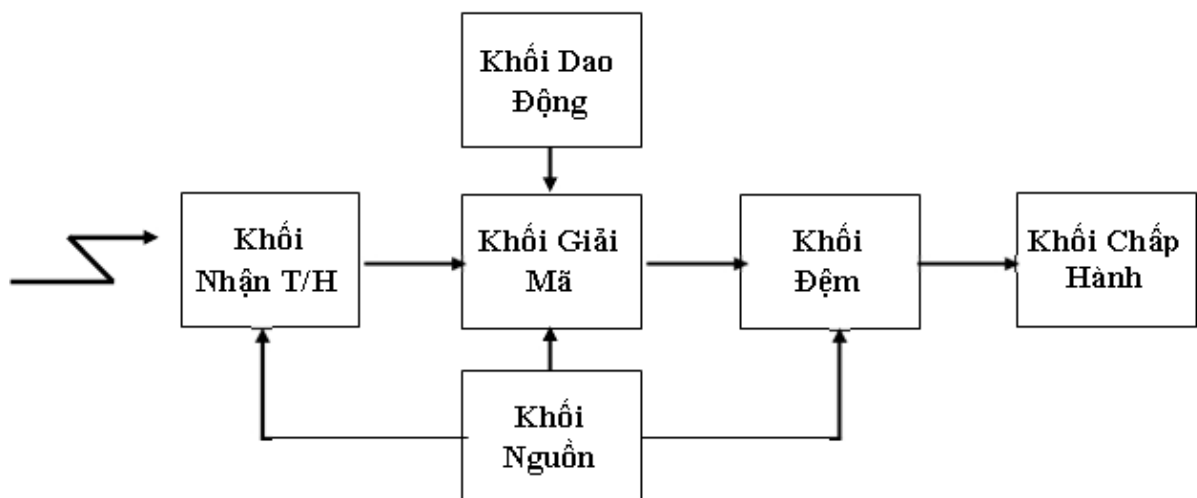 Khối Dao
Động
Khối
Nhận T/H
Khối Giải
Mã
Khối
Đệm
Khối Chấp
Hành
Khối
Nguồn